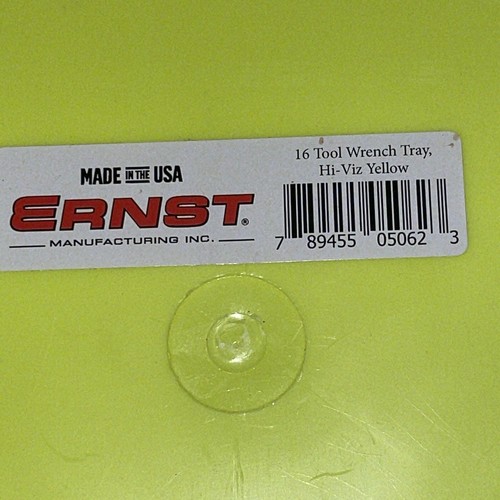 MADE IN THE USA
ERNST®
MANUFACTURING INC.
16 Tool Wrench Tray,
Hi-Viz Yellow
7 89455 05062 3